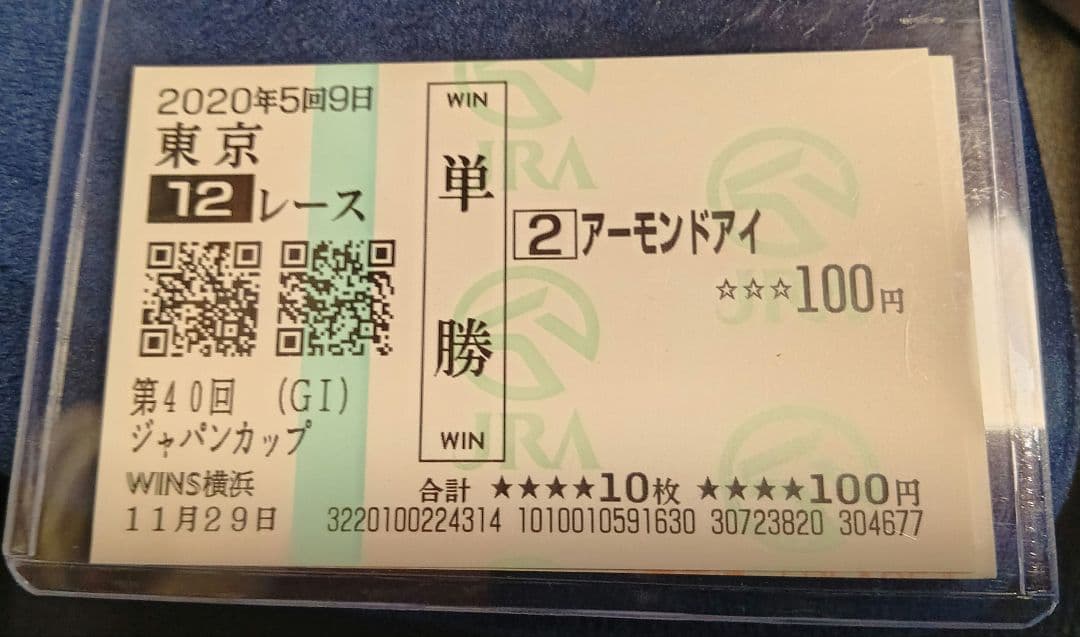 2020年5回9日
東京
12レース
第40回 (GI)
ジャパンカップ
WINS横浜
11月29日
WIN
単
勝
WIN
2 アーモンドアイ
☆☆☆100円
合計 ★★★★10枚 ★★★★100円
3220100224314 1010010591630 30723820 304677
JRA
JRA
JRA